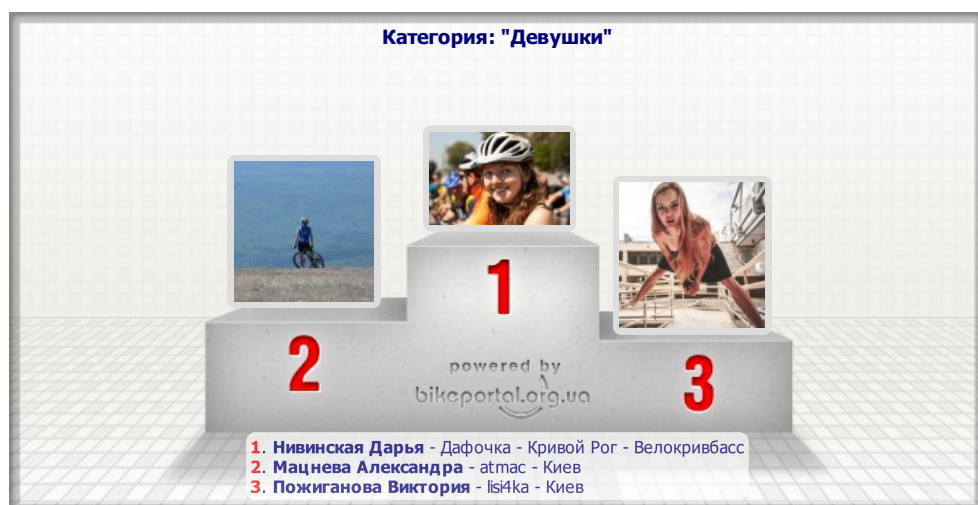 Категория: "Девушки"
1
2
3
powered by
bikeportal.org.ua
1. Нивинская Дарья - Дафочка - Кривой Рог - Велокривбасс
2. Мацнева Александра - atmac - Киев
3. Пожиганова Виктория - lisi4ka - Киев